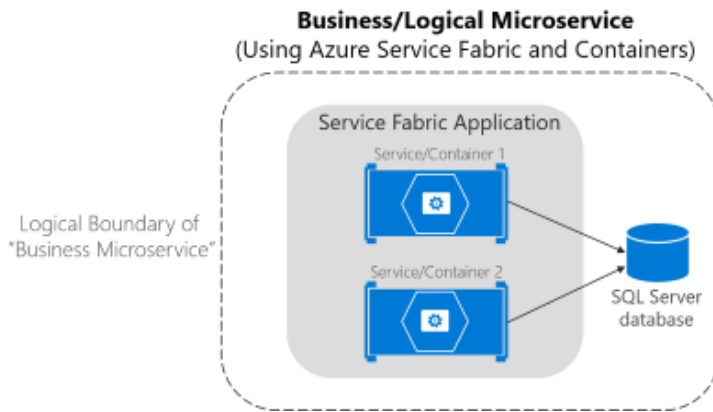 Business/Logical Microservice
(Using Azure Service Fabric and Containers)
Service Fabric Application
Service/Container 1
Logical Boundary of
"Business Microservice"
Service/Container 2
SQL Server
database